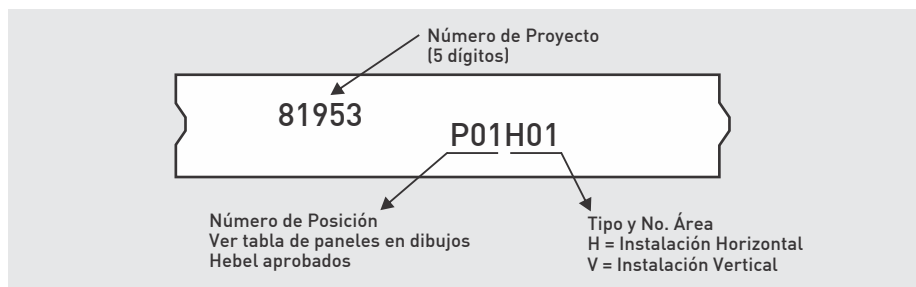 Número de Proyecto
(5 dígitos)
81953
P01H01
Número de Posición
Ver tabla de paneles en dibujos
Hebel aprobados
Tipo y No. Área
H = Instalación Horizontal
V = Instalación Vertical